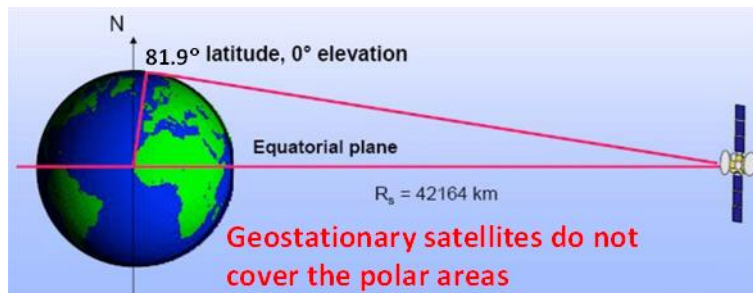 N
81.9° latitude, 0° elevation
Equatorial plane
Rs = 42164 km
Geostationary satellites do not
cover the polar areas